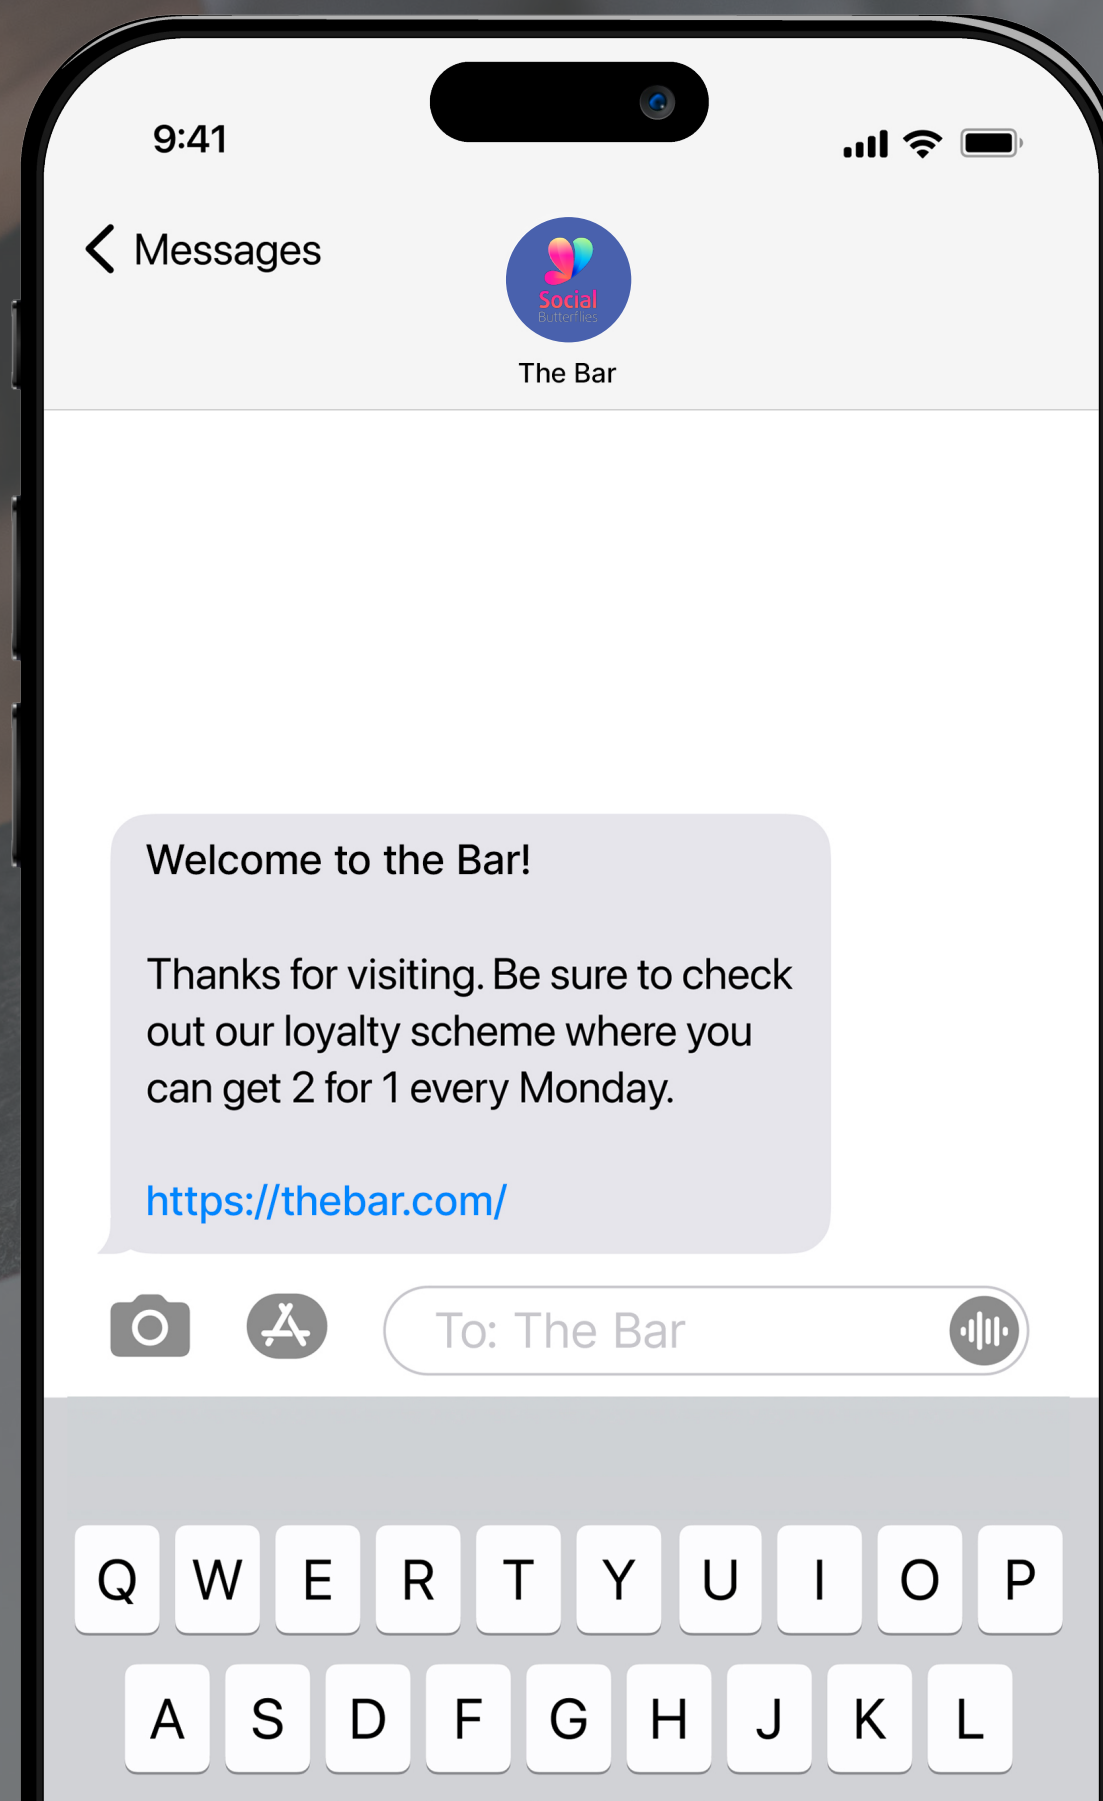 9:41
Messages
Social
Butterflies
The Bar
Welcome to the Bar!
Thanks for visiting. Be sure to check
out our loyalty scheme where you
can get 2 for 1 every Monday.
https://thebar.com/
To: The Bar
Q W E R T Y U I O P
A S D F G H J K L